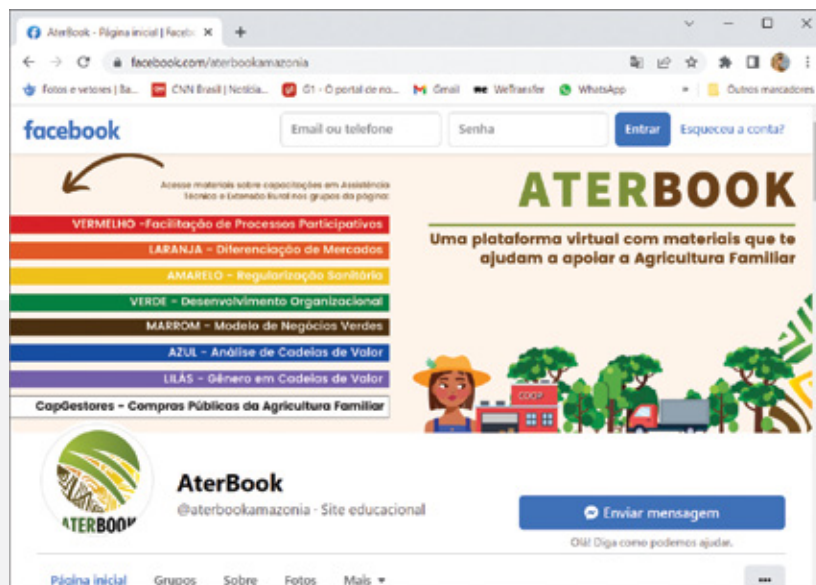 AterBook - Página inicial | Facebo
facebook.com/aterbookamazonia
Fotos e vetores | Ba...
CNN Brasil | Notícia...
G1 - O portal de no...
Gmail
we WeTransfer
WhatsApp
Outros marcadores
facebook
Email ou telefone
Senha
Entrar
Esqueceu a conta?
Acesse materiais sobre capacitações em Assistência
Técnica e Extensão Rural nos grupos da página:
VERMELHO -Facilitação de Processos Participativos
LARANJA - Diferenciação de Mercados
AMARELO - Regularização Sanitária
VERDE - Desenvolvimento Organizacional
MARROM - Modelo de Negócios Verdes
AZUL - Análise de Cadeias de Valor
LILÁS - Gênero em Cadeias de Valor
CapGestores - Compras Públicas da Agricultura Familiar
ATERBOOK
Uma plataforma virtual com materiais que te
ajudam a apoiar a Agricultura Familiar
COOP
ATERBOOK
AterBook
@aterbookamazonia · Site educacional
Enviar mensagem
Olá! Diga como podemos ajudar.
Página inicial
Grupos
Sobre
Fotos
Mais